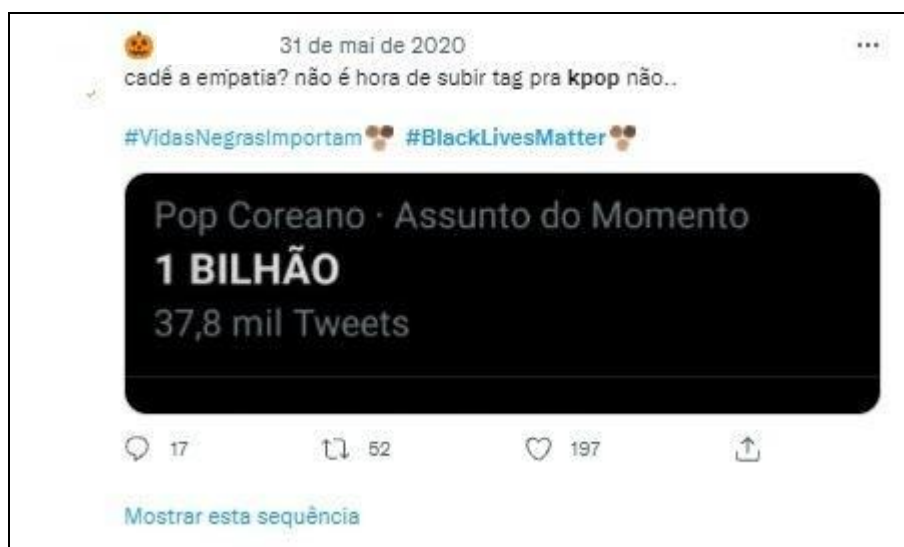 31 de mai de 2020
cadê a empatia? não é hora de subir tag pra kpop não..
#VidasNegrasImportam #BlackLivesMatter
Pop Coreano · Assunto do Momento
1 BILHÃO
37,8 mil Tweets
17 52 197
Mostrar esta sequência